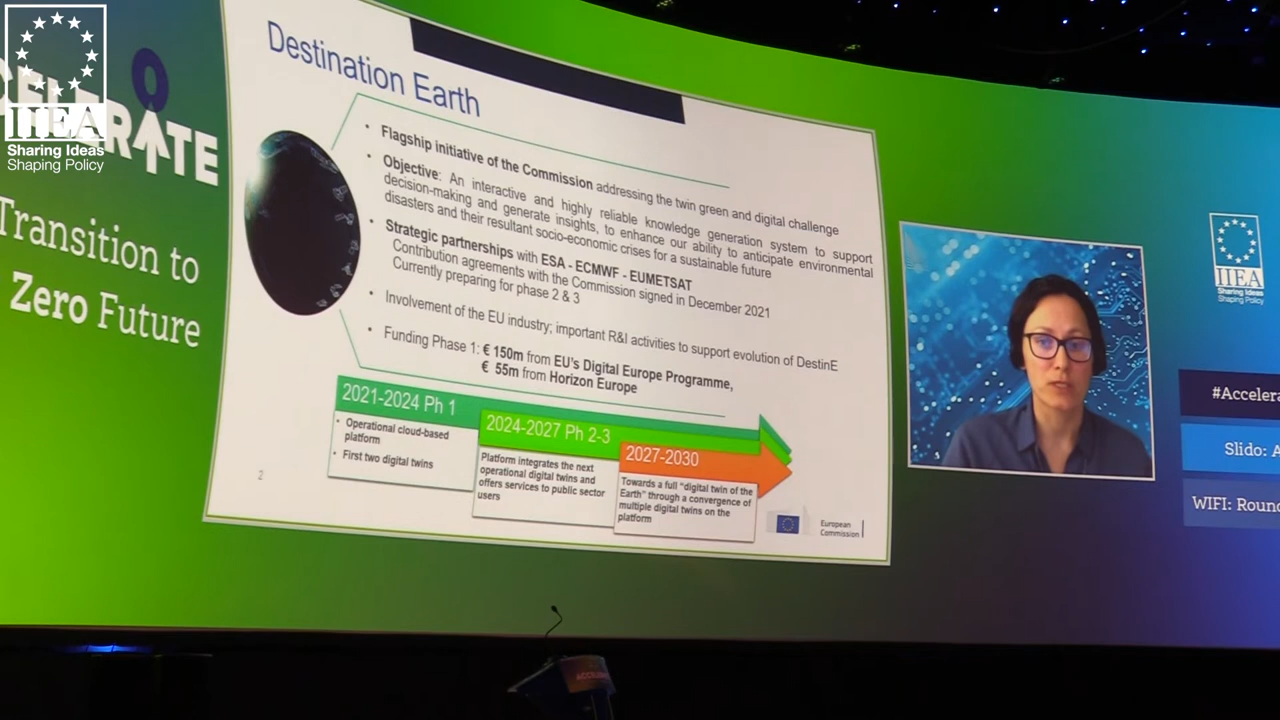 IIEA
Sharing Ideas
Shaping Policy
CELERATE
Transition to
Zero Future
Destination Earth
• Flagship initiative of the Commission addressing the twin green and digital challenge
• Objective: An interactive and highly reliable knowledge generation system to support
decision-making and generate insights, to enhance our ability to anticipate environmental
disasters and their resultant socio-economic crises for a sustainable future
• Strategic partnerships with ESA - ECMWF - EUMETSAT
Contribution agreements with the Commission signed in December 2021
Currently preparing for phase 2 & 3
• Involvement of the EU industry; important R&I activities to support evolution of DestinE
• Funding Phase 1: € 150m from EU's Digital Europe Programme,
€ 55m from Horizon Europe
2021-2024 Ph 1
• Operational cloud-based
platform
• First two digital twins
2024-2027 Ph 2-3
Platform integrates the next
operational digital twins and
offers services to public sector
users
2027-2030
Towards a full "digital twin of the
Earth" through a convergence of
multiple digital twins on the
platform
2
European
Commission
IIEA
Sharing Ideas
Shaping Policy
#Accelera
Slido: A
WIFI: Round